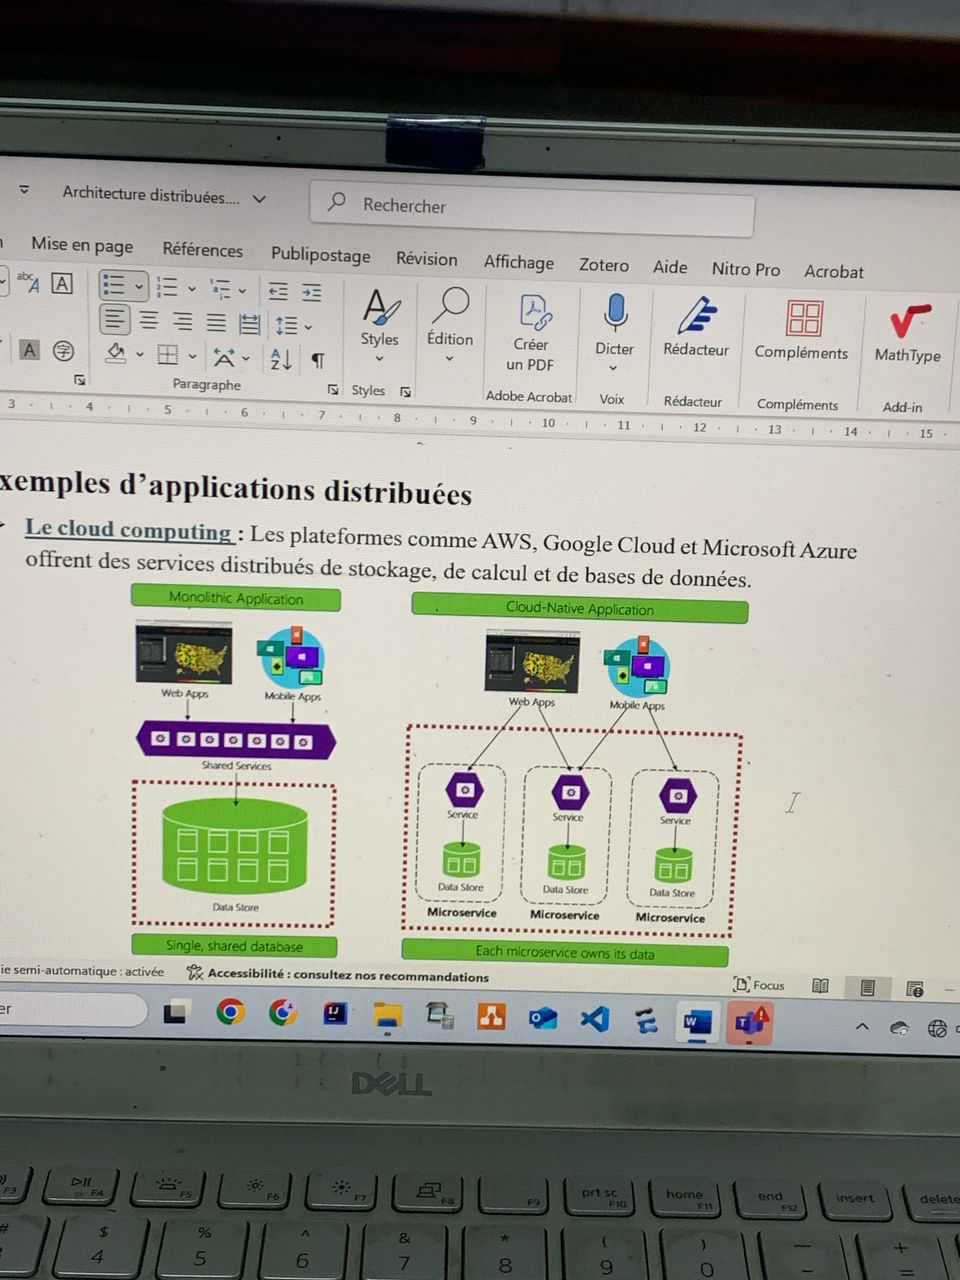 Architecture distribuées....
Rechercher
Mise en page Références Publipostage Révision Affichage Zotero Aide Nitro Pro Acrobat
Styles
Édition
Créer
un PDF
Dicter
Rédacteur
Compléments
MathType
Paragraphe
Styles
Adobe Acrobat
Voix
Rédacteur
Compléments
Add-in
3 4 5 6 7 8 9 10 11 12 13 14 15
xemples d'applications distribuées
Le cloud computing : Les plateformes comme AWS, Google Cloud et Microsoft Azure
offrent des services distribués de stockage, de calcul et de bases de données.
Monolithic Application
Web Apps
Mobile Apps
Shared Services
Data Store
Single, shared database
Cloud-Native Application
Web Apps
Mobile Apps
Service
Service
Service
Data Store
Data Store
Data Store
Microservice
Microservice
Microservice
Each microservice owns its data
ie semi-automatique : activée
Accessibilité : consultez nos recommandations
Focus
er
DELL
F3 F4 F5 F6 F7 F8 F9
prt sc F10
home F11
end F12
insert
delete
# $ 4 % 5 ^ 6 & 7 * 8 ( 9 ) 0 — - + =